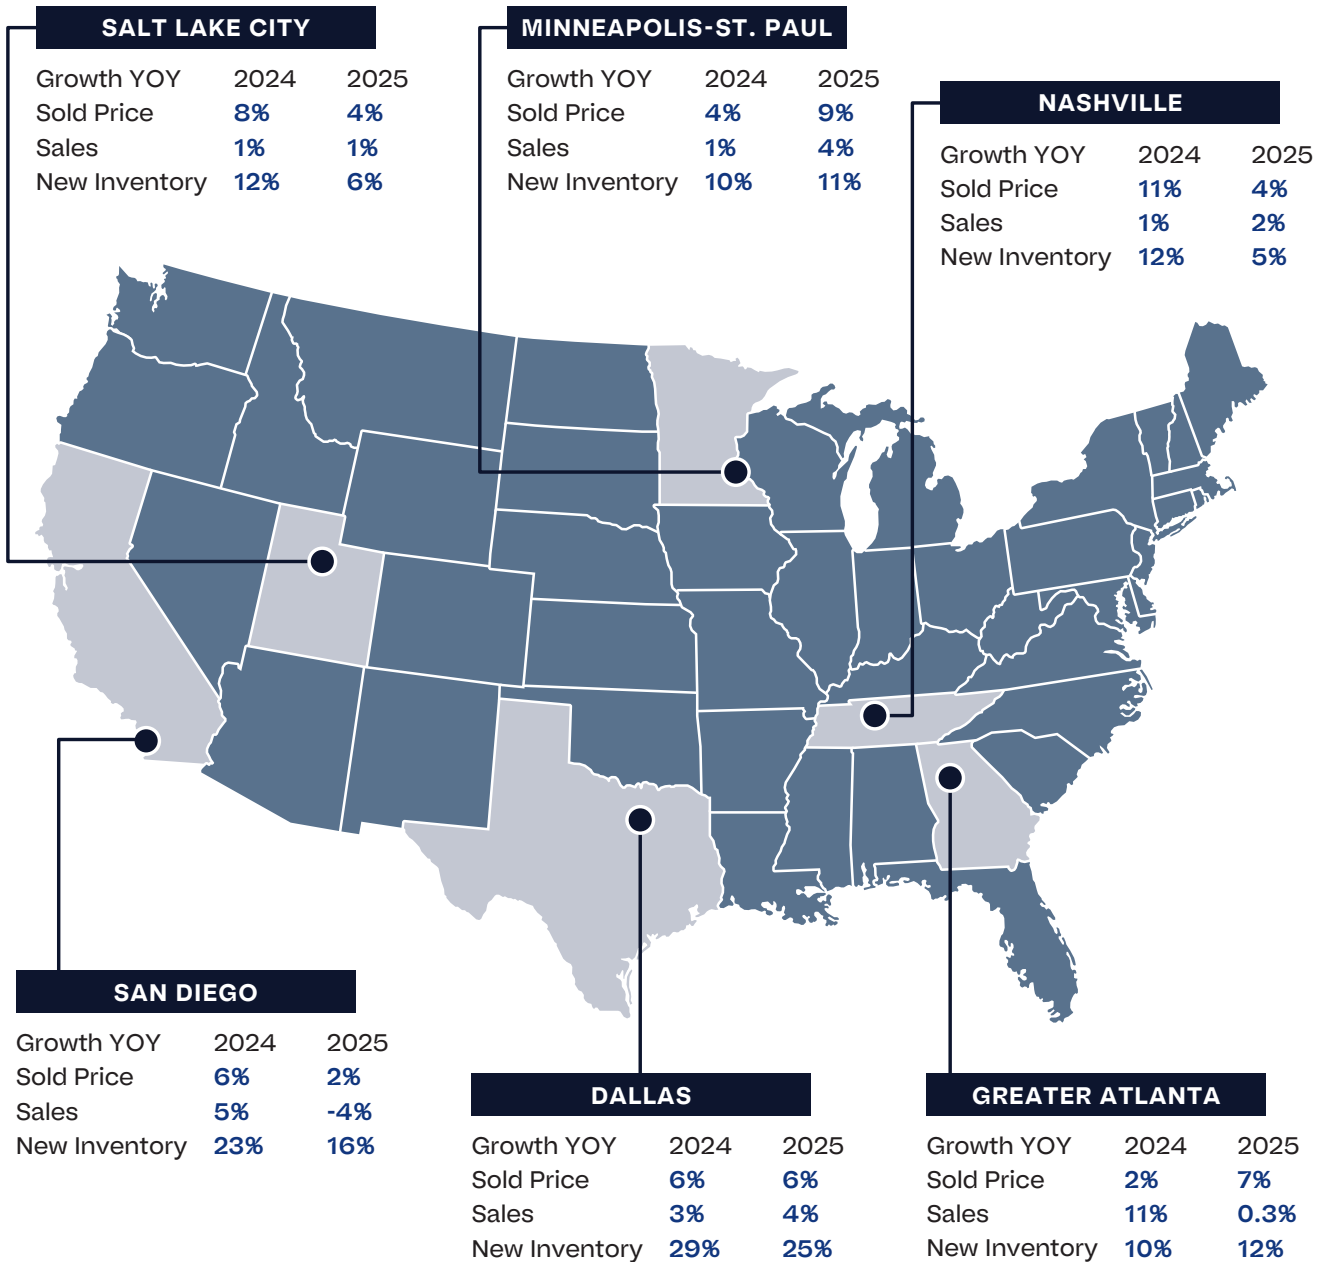 SALT LAKE CITY
Growth YOY 2024 2025
Sold Price 8% 4%
Sales 1% 1%
New Inventory 12% 6%
MINNEAPOLIS-ST. PAUL
Growth YOY 2024 2025
Sold Price 4% 9%
Sales 1% 4%
New Inventory 10% 11%
NASHVILLE
Growth YOY 2024 2025
Sold Price 11% 4%
Sales 1% 2%
New Inventory 12% 5%
SAN DIEGO
Growth YOY 2024 2025
Sold Price 6% 2%
Sales 5% -4%
New Inventory 23% 16%
DALLAS
Growth YOY 2024 2025
Sold Price 6% 6%
Sales 3% 4%
New Inventory 29% 25%
GREATER ATLANTA
Growth YOY 2024 2025
Sold Price 2% 7%
Sales 11% 0.3%
New Inventory 10% 12%